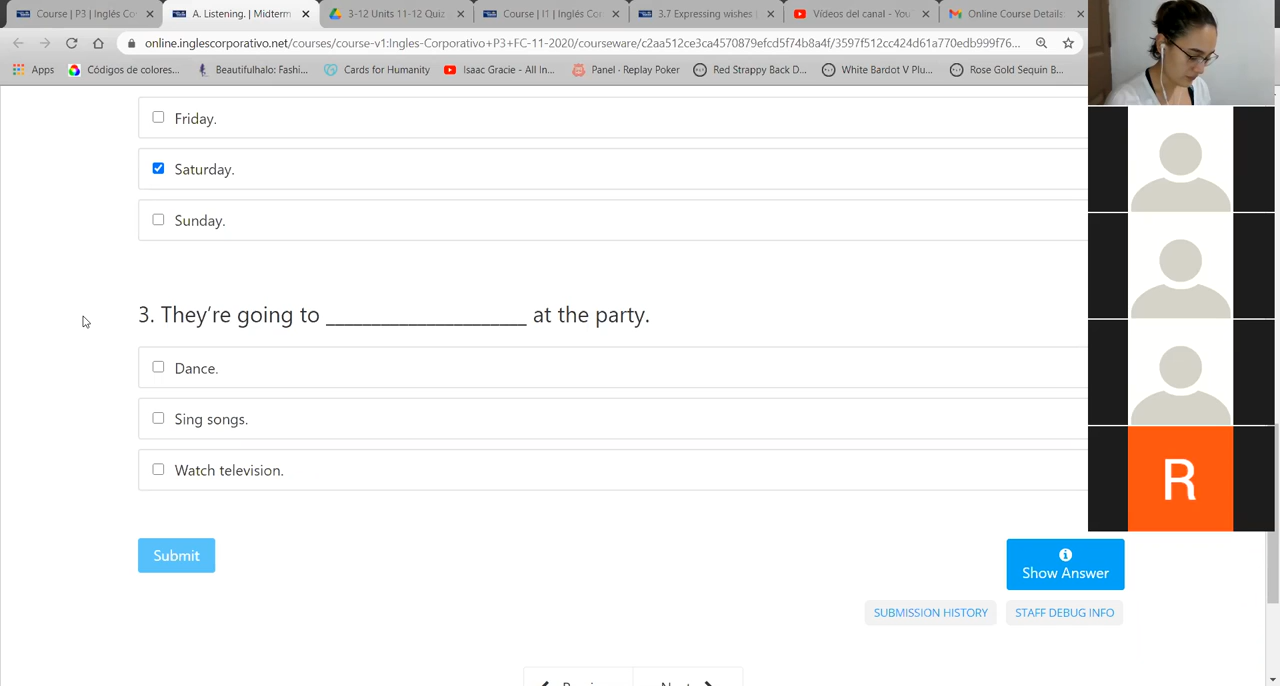 Course | P3 | Inglés Co
A. Listening. | Midterm
3-12 Units 11-12 Quiz
Course | I1 | Inglés Co
3.7 Expressing wishes
Vídeos del canal - You
Online Course Details:
online.inglescorporativo.net/courses/course-v1:Ingles-Corporativo+P3+FC-11-2020/courseware/c2aa512ce3ca4570879efcd5f74b8a4f/3597f512cc424d61a770edb999f76...
Apps
Códigos de colores...
Beautifulhalo: Fashi...
Cards for Humanity
Isaac Gracie - All In...
Panel · Replay Poker
Red Strappy Back D...
White Bardot V Plu...
Rose Gold Sequin B...
Friday.
Saturday.
Sunday.
3. They're going to ____________________ at the party.
Dance.
Sing songs.
Watch television.
Submit
Show Answer
SUBMISSION HISTORY
STAFF DEBUG INFO
R